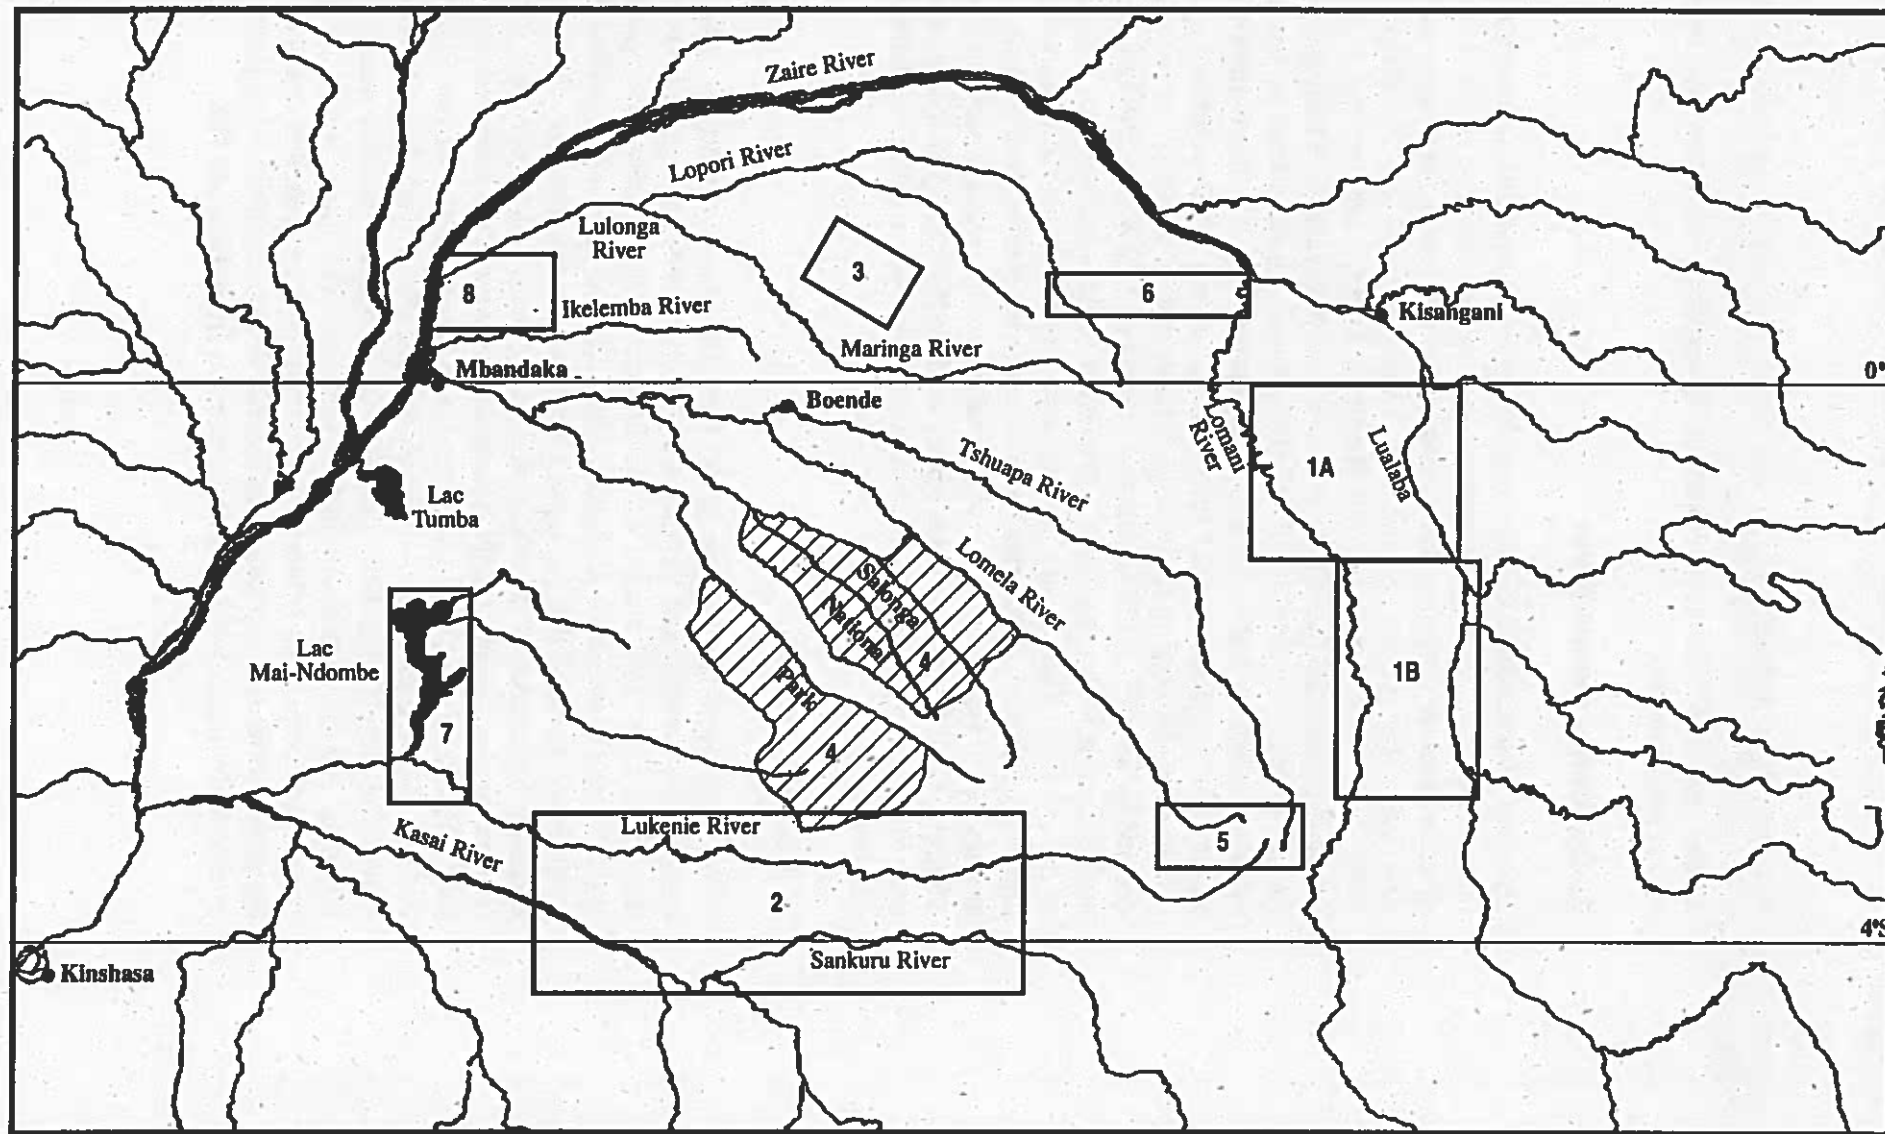 Zaire River
Lopori River
Lulonga
River
3
8
6
Ikelemba River
Kisangani
Maringa River
Mbandaka
0°
Boende
Lomani
River
Tshuapa River
1A
Lualaba
Lac
Tumba
Lomela River
Salonga
National
4
Park
Lac
Mai-Ndombe
1B
7
4
Lukenie River
Kasai River
5
2
4°S
Sankuru River
Kinshasa